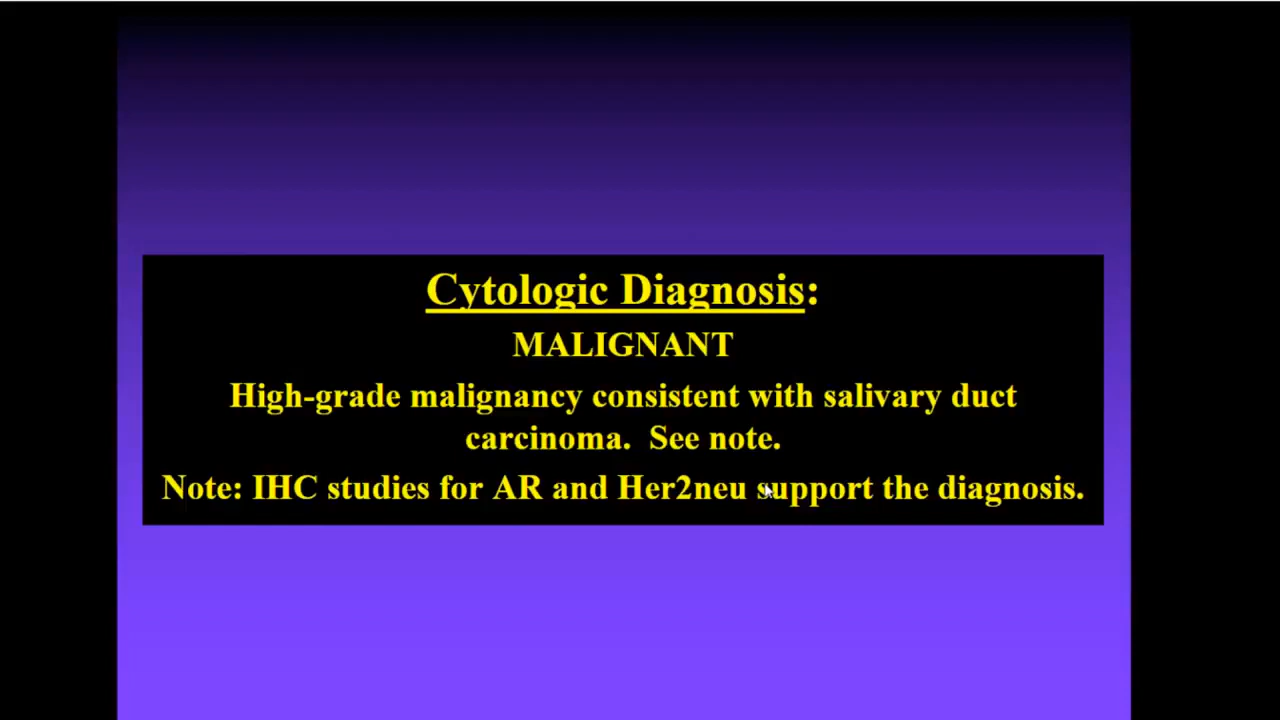 Cytologic Diagnosis:
MALIGNANT
High-grade malignancy consistent with salivary duct
carcinoma.  See note.
Note: IHC studies for AR and Her2neu support the diagnosis.